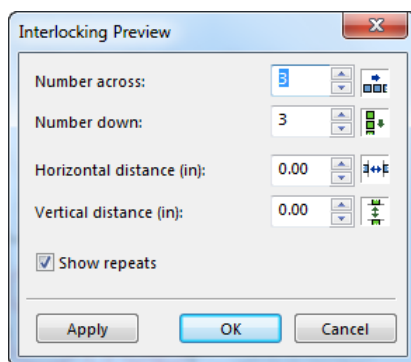 Interlocking Preview
Number across: 3
Number down: 3
Horizontal distance (in): 0.00
Vertical distance (in): 0.00
Show repeats
Apply OK Cancel